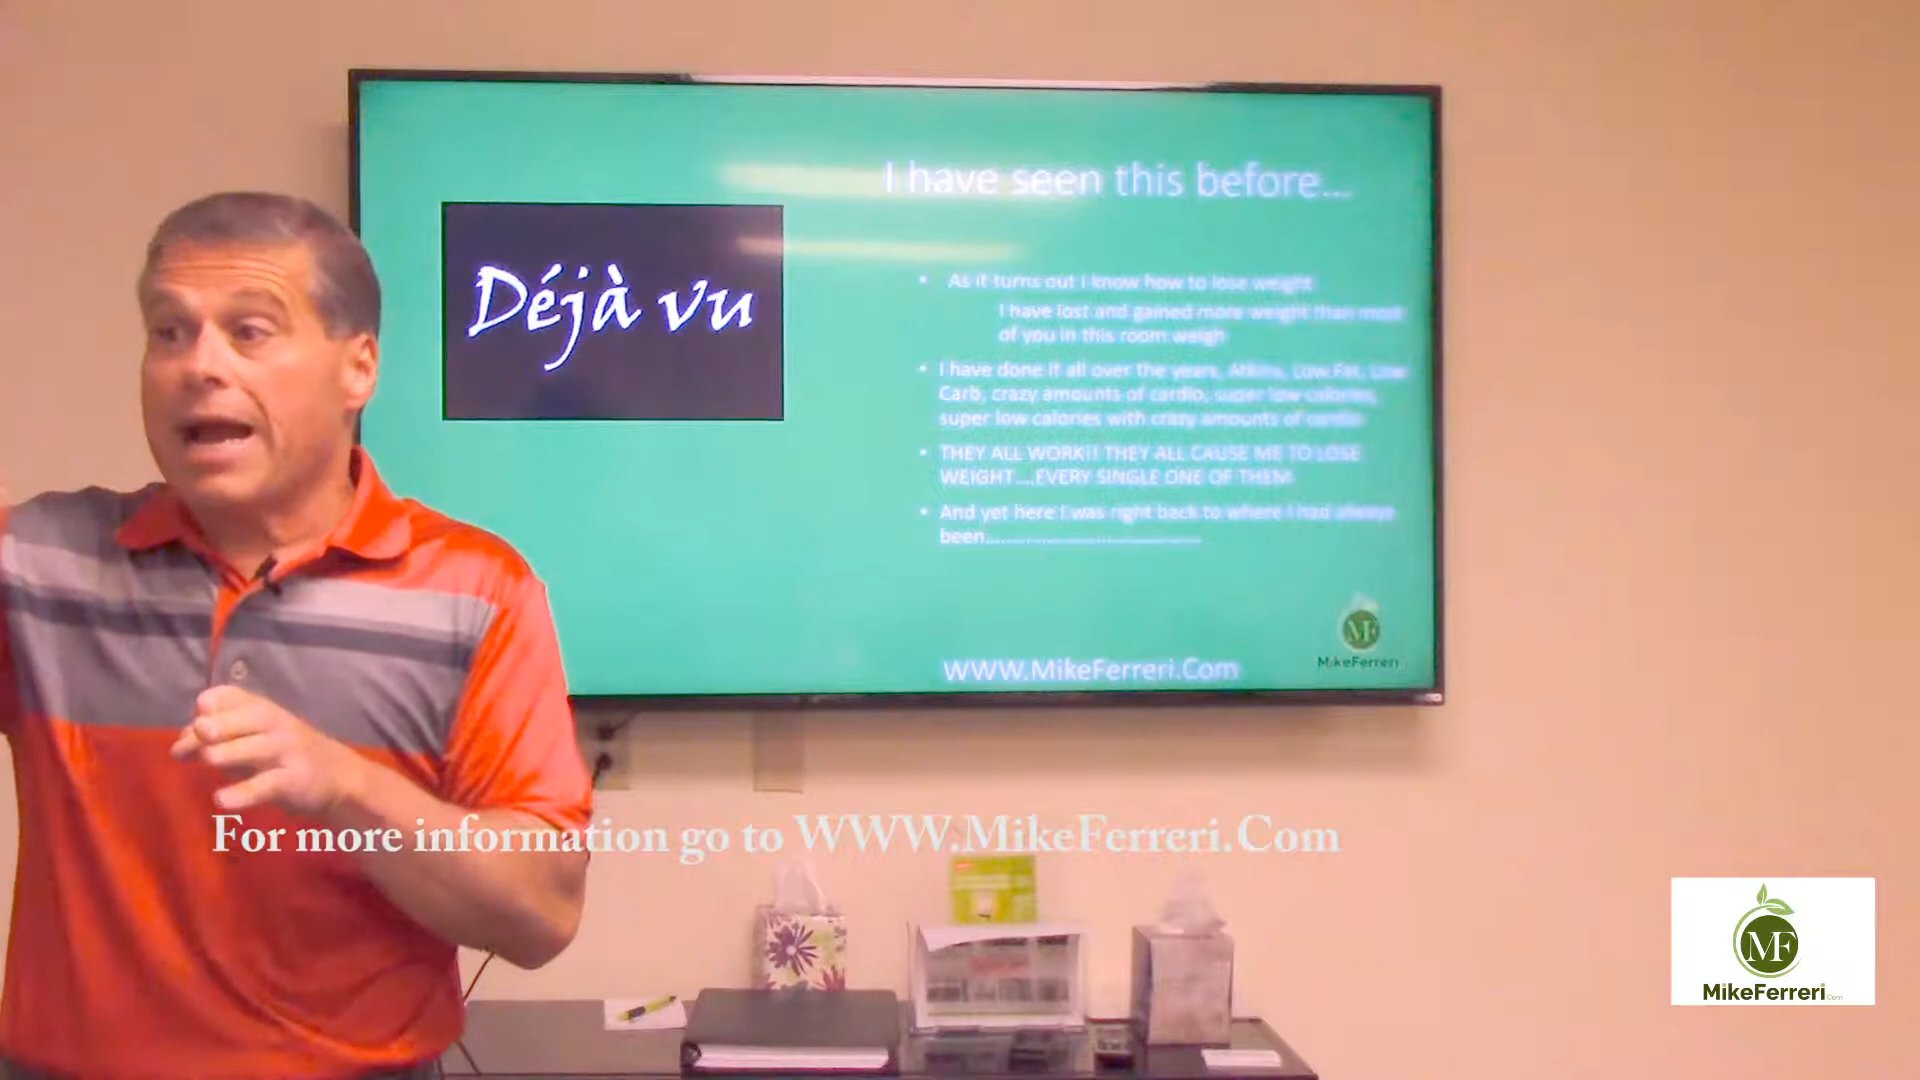 I have seen this before...
Déjà vu
• As it turns out I know how to lose weight
I have lost and gained more weight than most
of you in this room weigh
• I have done it all over the years, Atkins, Low Fat, Low
Carb, crazy amounts of cardio, super low calories,
super low calories with crazy amounts of cardio
• THEY ALL WORK!! THEY ALL CAUSE ME TO LOSE
WEIGHT....EVERY SINGLE ONE OF THEM
• And yet here I was right back to where I had always
been.......................................
MF
MikeFerreri
WWW.MikeFerreri.Com
For more information go to WWW.MikeFerreri.Com
MF
MikeFerreri.Com